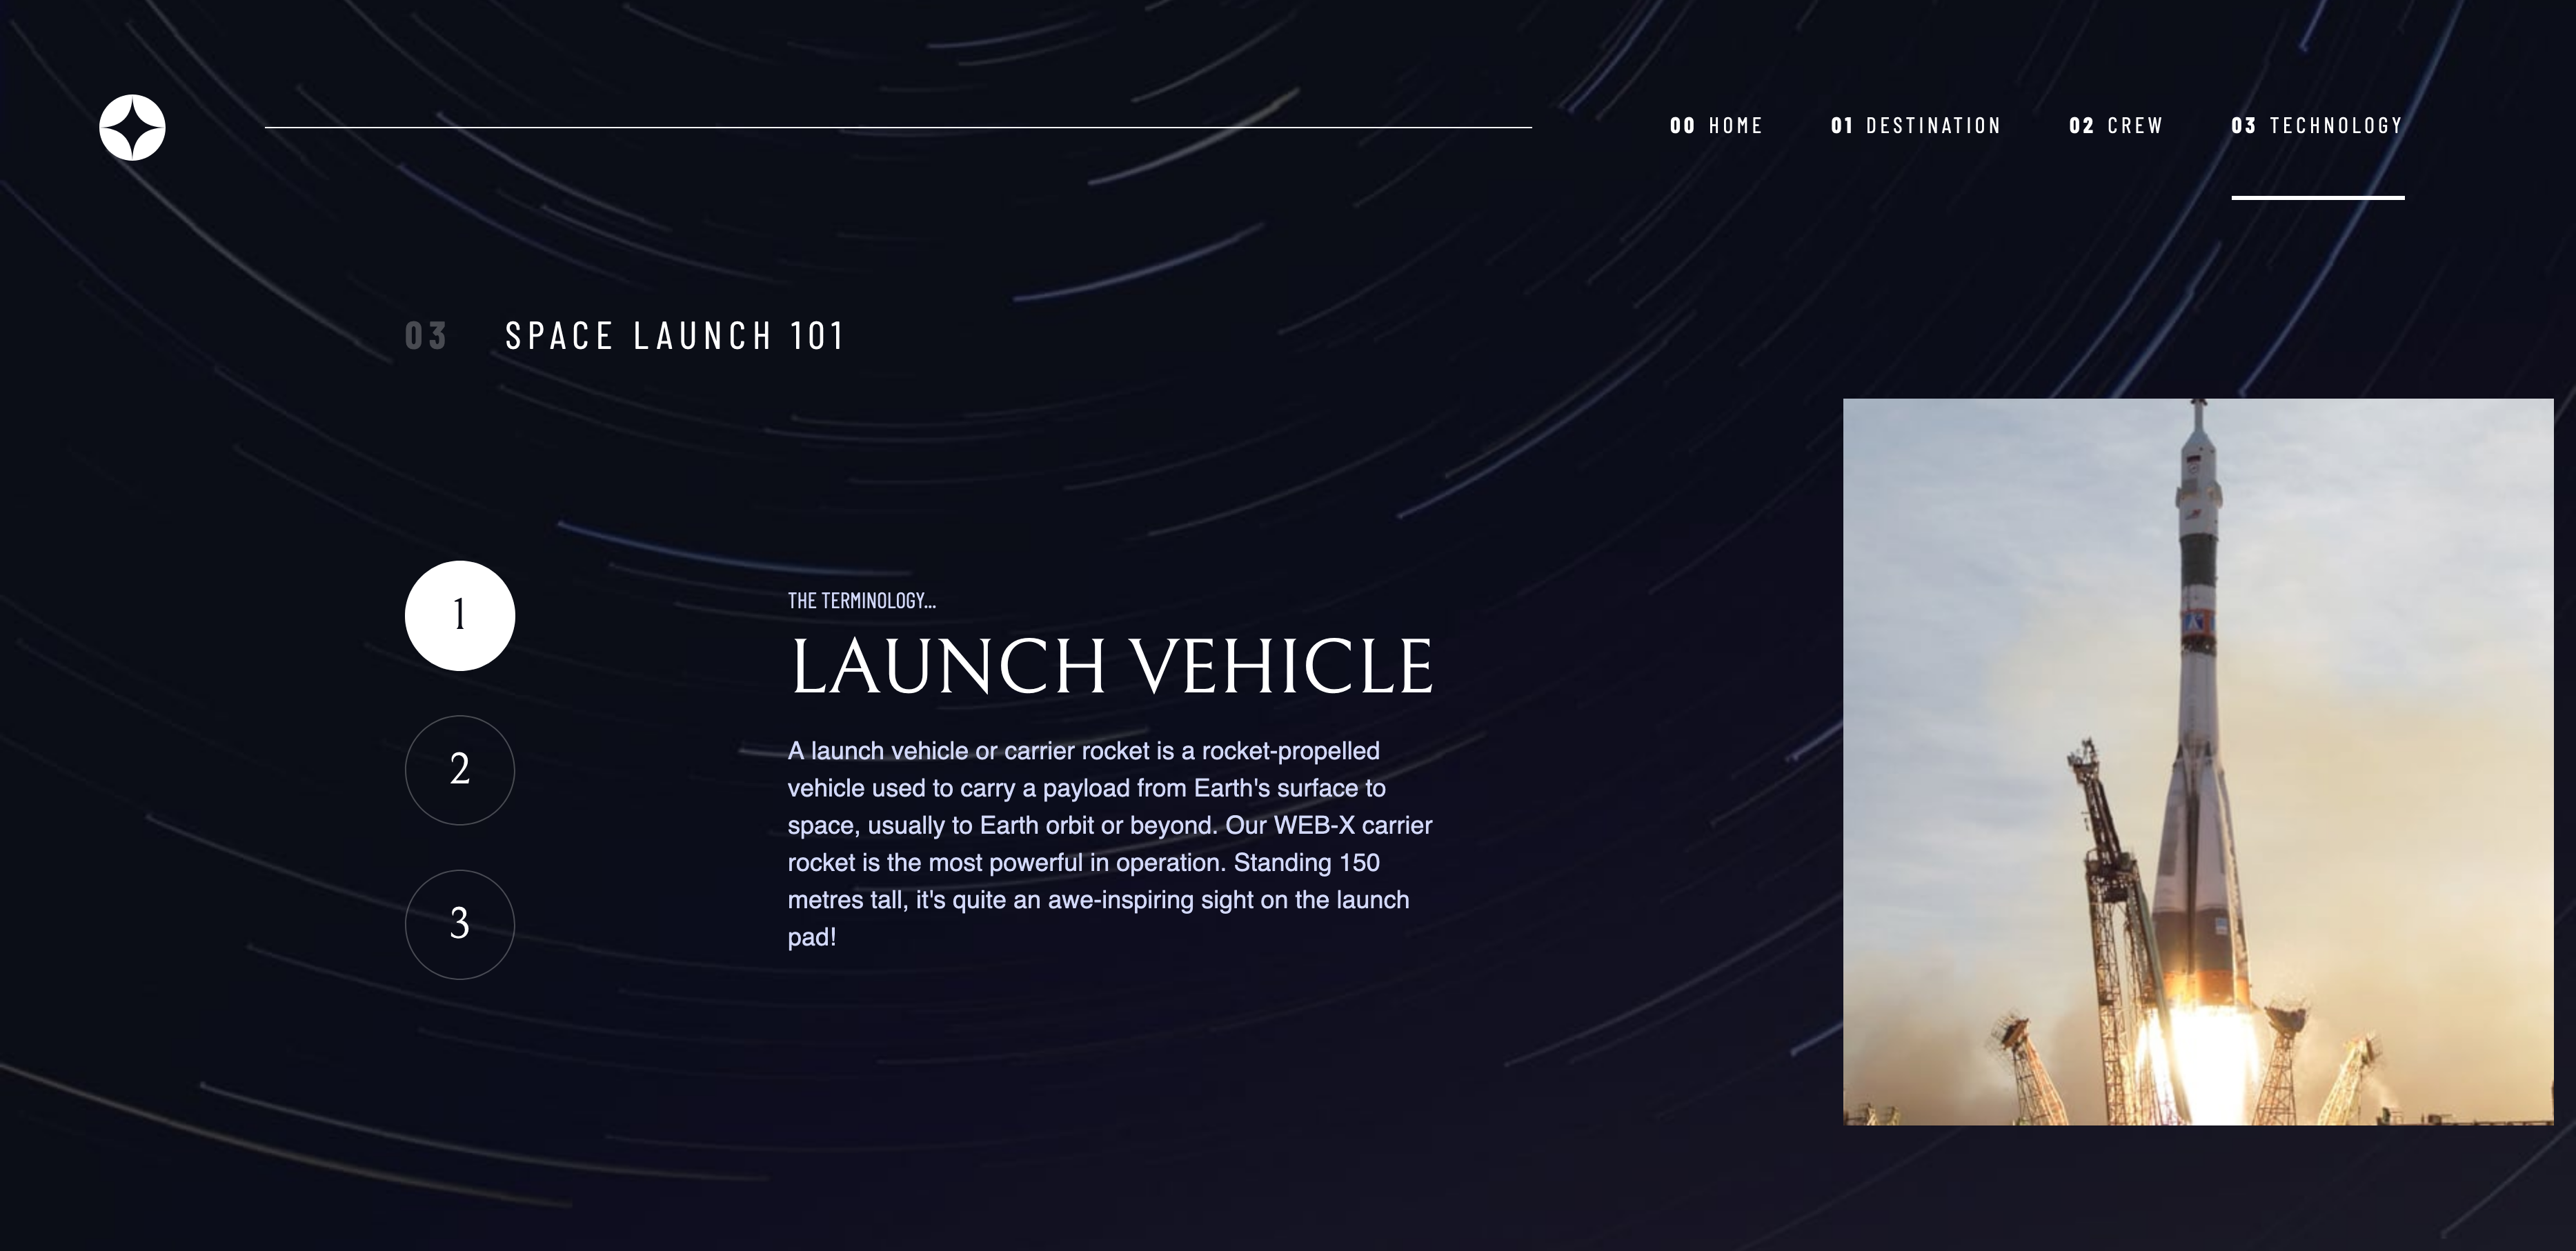 00 HOME 01 DESTINATION 02 CREW 03 TECHNOLOGY
03 SPACE LAUNCH 101
1
2
3
THE TERMINOLOGY...
LAUNCH VEHICLE
A launch vehicle or carrier rocket is a rocket-propelled
vehicle used to carry a payload from Earth's surface to
space, usually to Earth orbit or beyond. Our WEB-X carrier
rocket is the most powerful in operation. Standing 150
metres tall, it's quite an awe-inspiring sight on the launch
pad!